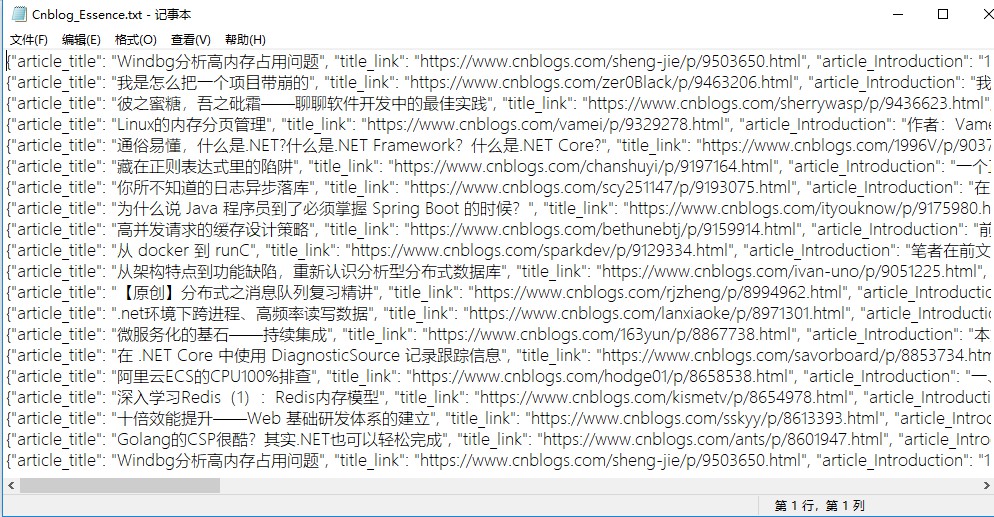 Cnblog_Essence.txt - 记事本
文件(F) 编辑(E) 格式(O) 查看(V) 帮助(H)
{"article_title": "Windbg分析高内存占用问题", "title_link": "https://www.cnblogs.com/sheng-jie/p/9503650.html", "article_Introduction": "1
{"article_title": "我是怎么把一个项目带崩的", "title_link": "https://www.cnblogs.com/zer0Black/p/9463206.html", "article_Introduction": "我
{"article_title": "彼之蜜糖，吾之砒霜——聊聊软件开发中的最佳实践", "title_link": "https://www.cnblogs.com/sherrywasp/p/9436623.html",
{"article_title": "Linux的内存分页管理", "title_link": "https://www.cnblogs.com/vamei/p/9329278.html", "article_Introduction": "作者：Vame
{"article_title": "通俗易懂，什么是.NET?什么是.NET Framework？什么是.NET Core?", "title_link": "https://www.cnblogs.com/1996V/p/9037
{"article_title": "藏在正则表达式里的陷阱", "title_link": "https://www.cnblogs.com/chanshuyi/p/9197164.html", "article_Introduction": "一个正
{"article_title": "你所不知道的日志异步落库", "title_link": "https://www.cnblogs.com/scy251147/p/9193075.html", "article_Introduction": "在
{"article_title": "为什么说 Java 程序员到了必须掌握 Spring Boot 的时候？", "title_link": "https://www.cnblogs.com/ityouknow/p/9175980.h
{"article_title": "高并发请求的缓存设计策略", "title_link": "https://www.cnblogs.com/bethunebtj/p/9159914.html", "article_Introduction": "前
{"article_title": "从 docker 到 runC", "title_link": "https://www.cnblogs.com/sparkdev/p/9129334.html", "article_Introduction": "笔者在前文
{"article_title": "从架构特点到功能缺陷，重新认识分析型分布式数据库", "title_link": "https://www.cnblogs.com/ivan-uno/p/9051225.html",
{"article_title": "【原创】分布式之消息队列复习精讲", "title_link": "https://www.cnblogs.com/rjzheng/p/8994962.html", "article_Introductio
{"article_title": ".net环境下跨进程、高频率读写数据", "title_link": "https://www.cnblogs.com/lanxiaoke/p/8971301.html", "article_Introductio
{"article_title": "微服务化的基石——持续集成", "title_link": "https://www.cnblogs.com/163yun/p/8867738.html", "article_Introduction": "本
{"article_title": "在 .NET Core 中使用 DiagnosticSource 记录跟踪信息", "title_link": "https://www.cnblogs.com/savorboard/p/8853734.htm
{"article_title": "阿里云ECS的CPU100%排查", "title_link": "https://www.cnblogs.com/hodge01/p/8658538.html", "article_Introduction": "一、
{"article_title": "深入学习Redis（1）：Redis内存模型", "title_link": "https://www.cnblogs.com/kismetv/p/8654978.html", "article_Introducti
{"article_title": "十倍效能提升——Web 基础研发体系的建立", "title_link": "https://www.cnblogs.com/sskyy/p/8613393.html", "article_Introd
{"article_title": "Golang的CSP很酷？其实.NET也可以轻松完成", "title_link": "https://www.cnblogs.com/ants/p/8601947.html", "article_Intro
{"article_title": "Windbg分析高内存占用问题", "title_link": "https://www.cnblogs.com/sheng-jie/p/9503650.html", "article_Introduction": "1
第 1 行，第 1 列